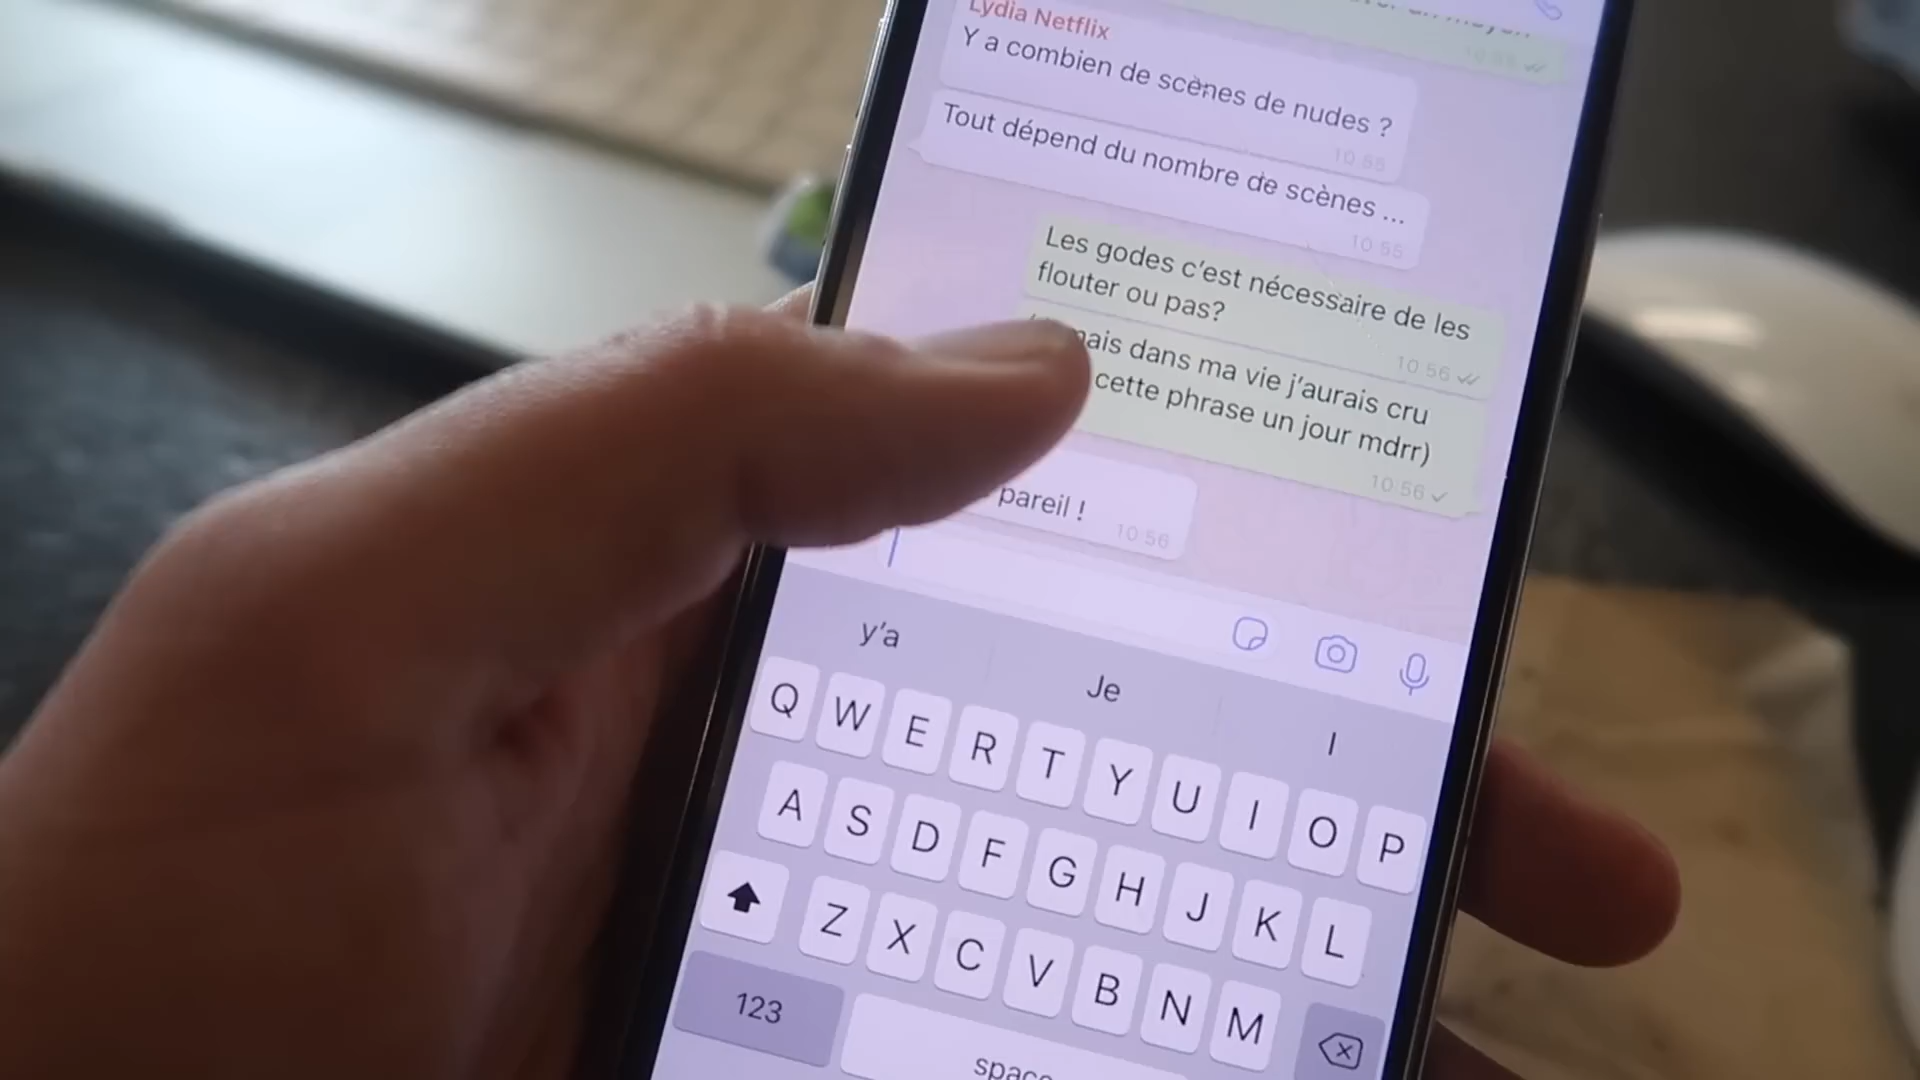 Lydia Netflix
Y a combien de scènes de nudes ?
10:55
Tout dépend du nombre de scènes ...
10:55
Les godes c'est nécessaire de les
flouter ou pas?
10:56
mais dans ma vie j'aurais cru
cette phrase un jour mdrr)
10:56
pareil !
10:56
y'a Je I
Q W E R T Y U I O P
A S D F G H J K L
Z X C V B N M
123 space